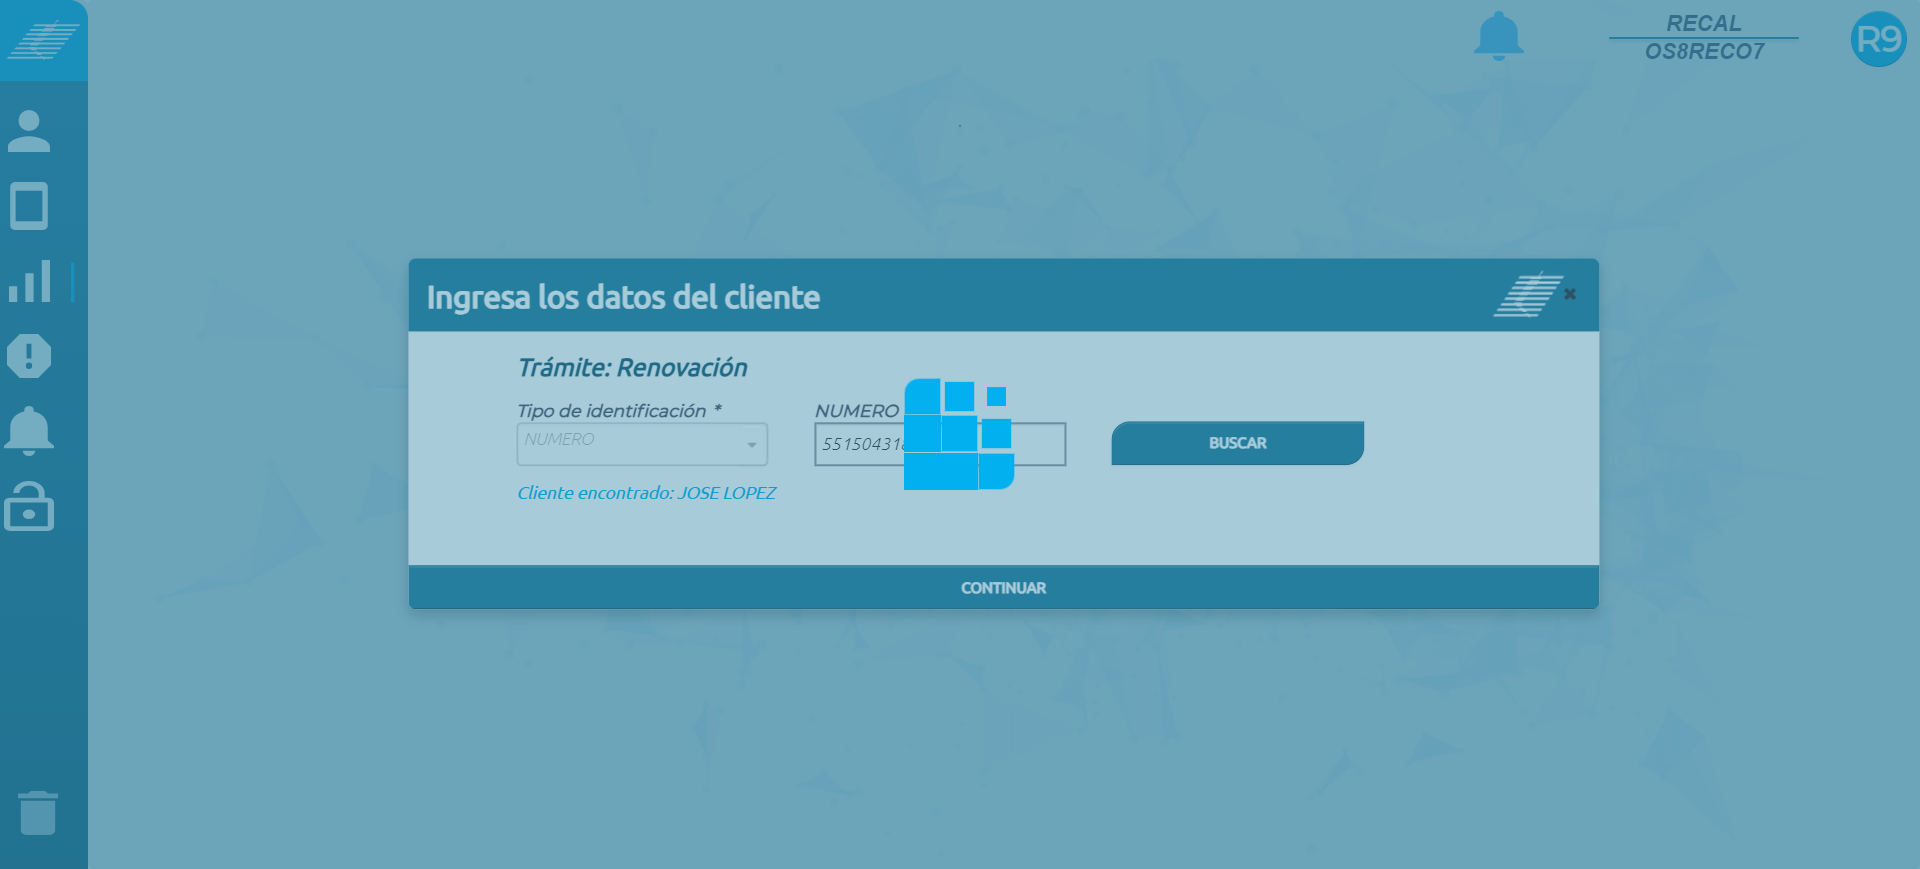 RECAL
OS8RECO7
R9
Ingresa los datos del cliente
Trámite: Renovación
Tipo de identificación *
NUMERO
NUMERO
55150431
BUSCAR
Cliente encontrado: JOSE LOPEZ
CONTINUAR